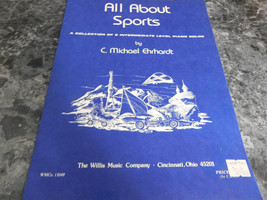 All About
Sports
A COLLECTION OF 8 INTERMEDIATE LEVEL PIANO SOLOS
by
C. Michael Ehrhardt
The Willis Music Company · Cincinnati, Ohio 45201